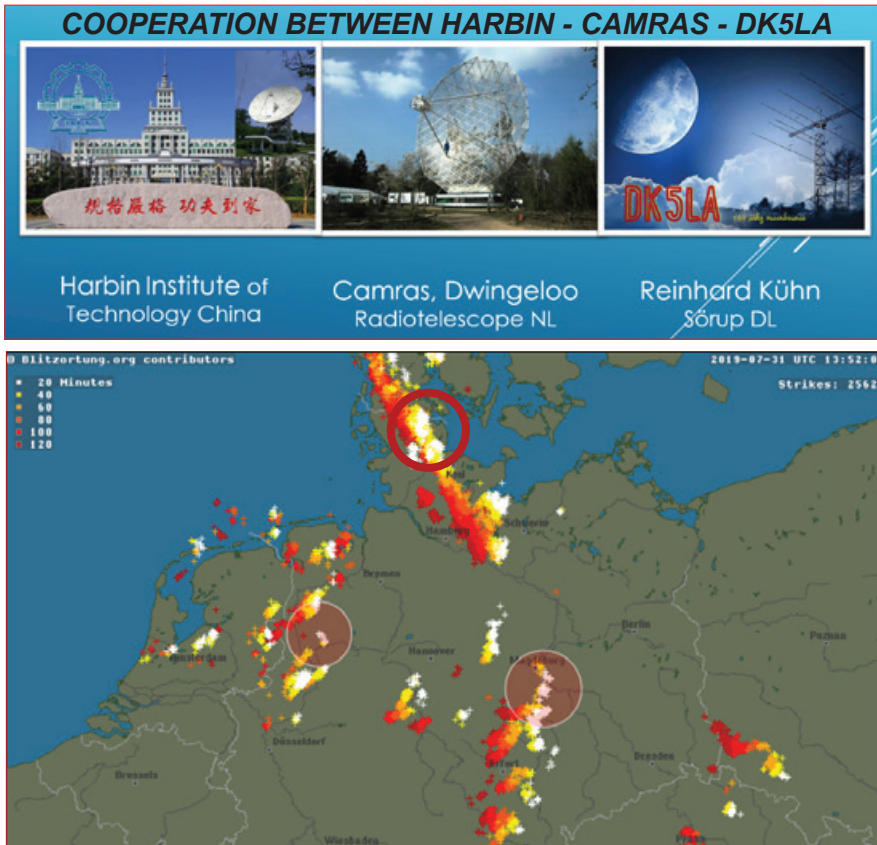 COOPERATION BETWEEN HARBIN - CAMRAS - DK5LA
规格严格 功夫到家
DK5LA
Harbin Institute of
Technology China
Camras, Dwingeloo
Radiotelescope NL
Reinhard Kühn
Sörup DL
Blitzortung.org contributors
2019-07-31 UTC 13:52:0
20 Minutes
40
60
80
100
120
Strikes: 2562
Kiel
Schwerin
Hamburg
Bremen
Berlin
Poznan
Amsterdam
Hannover
Magdeburg
Düsseldorf
Dresden
Brussels
Erfurt
Wiesbaden
Praha